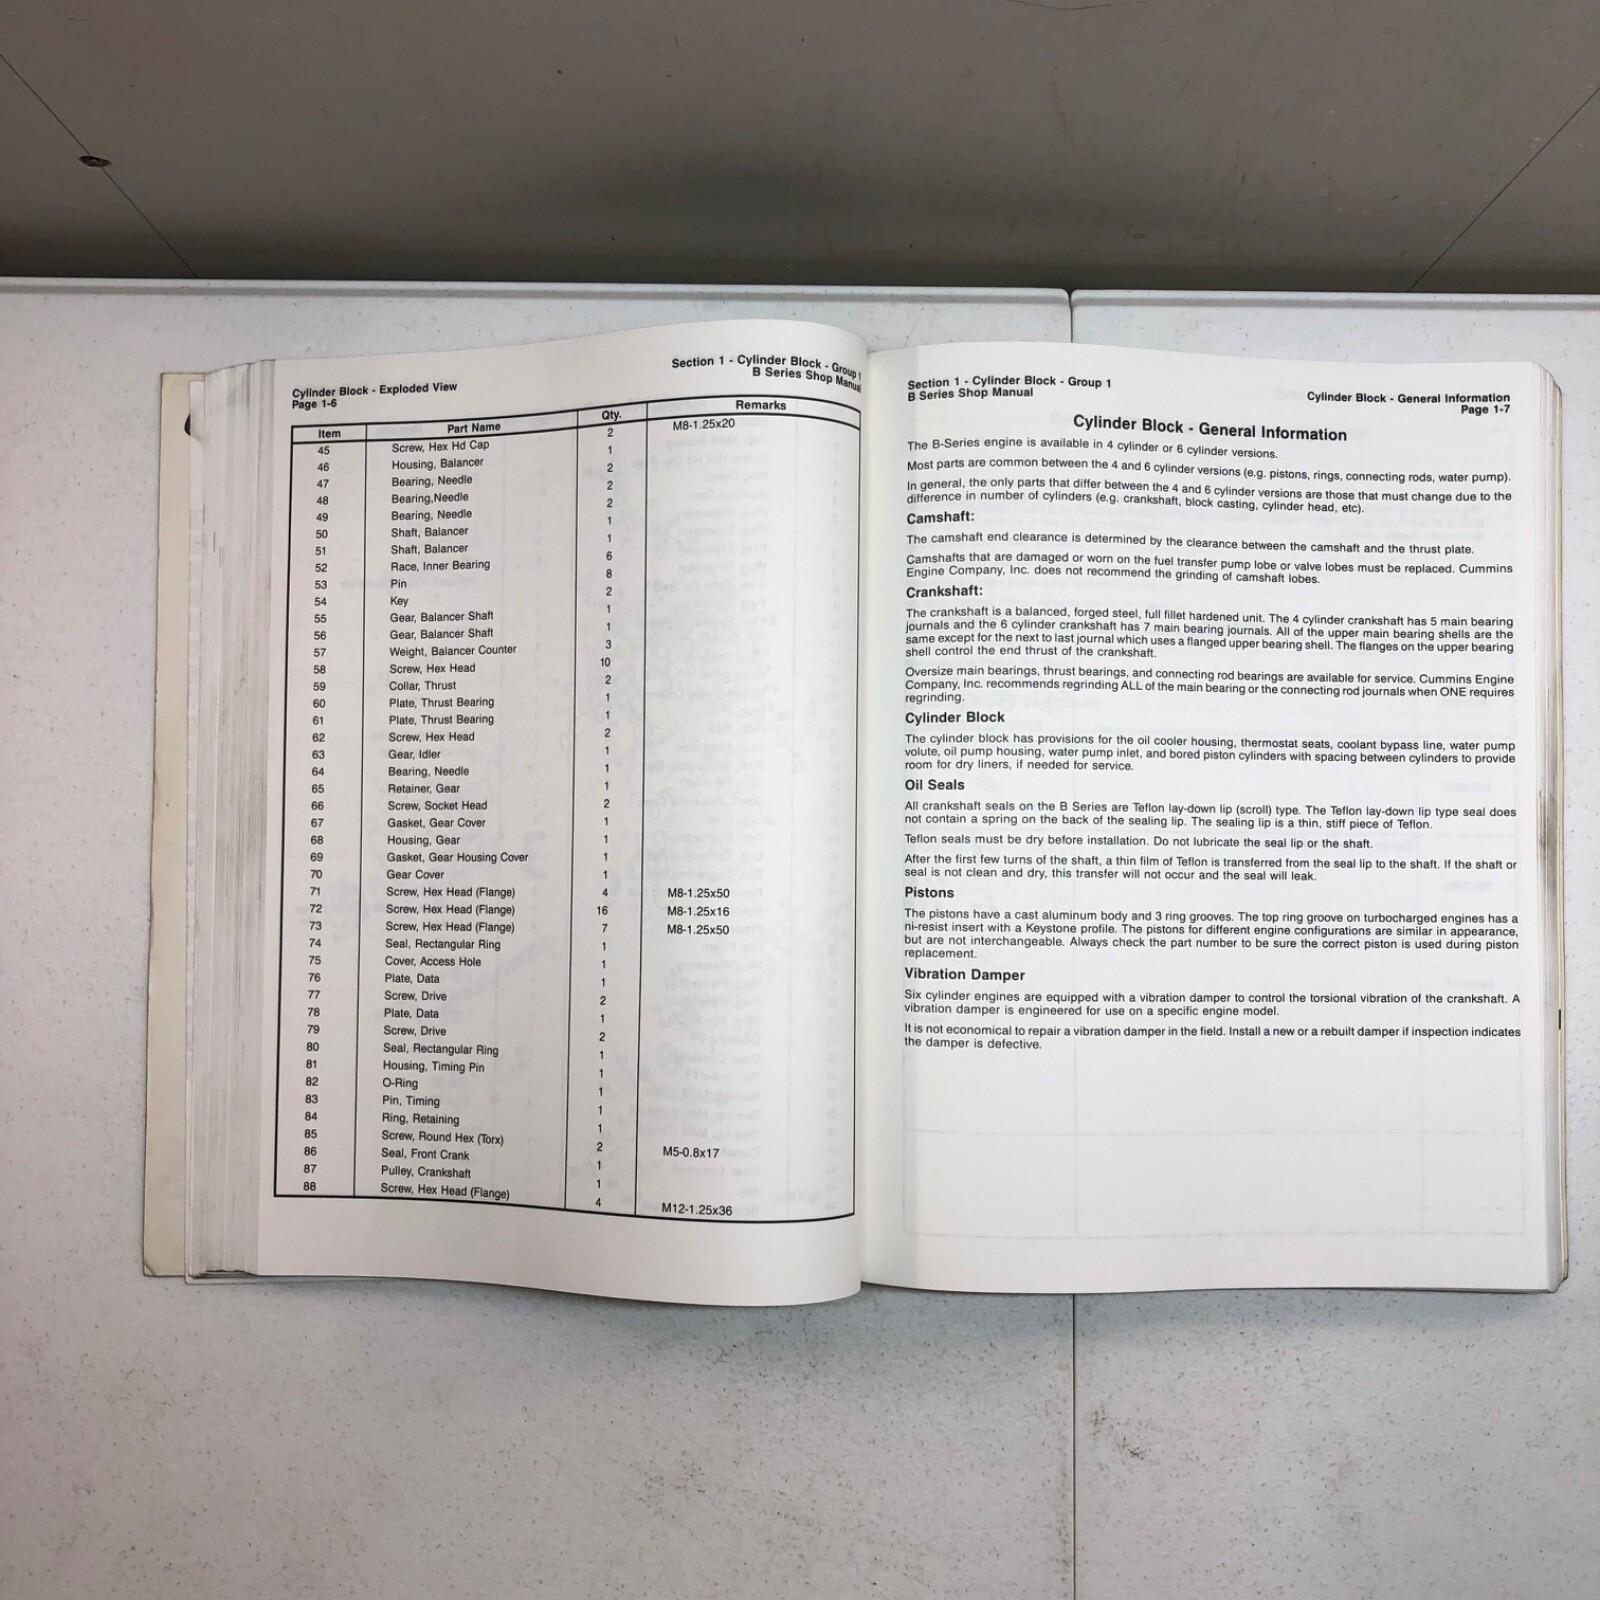 Cylinder Block - Exploded View
Page 1-6
Section 1 - Cylinder Block - Group 1
B Series Shop Manual
Item Part Name Qty. Remarks
45 Screw, Hex Hd Cap 2 M8-1.25x20
46 Housing, Balancer 1
47 Bearing, Needle 2
48 Bearing,Needle 2
49 Bearing, Needle 2
50 Shaft, Balancer 1
51 Shaft, Balancer 1
52 Race, Inner Bearing 6
53 Pin 8
54 Key 2
55 Gear, Balancer Shaft 1
56 Gear, Balancer Shaft 1
57 Weight, Balancer Counter 3
58 Screw, Hex Head 10
59 Collar, Thrust 2
60 Plate, Thrust Bearing 1
61 Plate, Thrust Bearing 1
62 Screw, Hex Head 2
63 Gear, Idler 1
64 Bearing, Needle 1
65 Retainer, Gear 1
66 Screw, Socket Head 2
67 Gasket, Gear Cover 1
68 Housing, Gear 1
69 Gasket, Gear Housing Cover 1
70 Gear Cover 1
71 Screw, Hex Head (Flange) 4 M8-1.25x50
72 Screw, Hex Head (Flange) 16 M8-1.25x16
73 Screw, Hex Head (Flange) 7 M8-1.25x50
74 Seal, Rectangular Ring 1
75 Cover, Access Hole 1
76 Plate, Data 1
77 Screw, Drive 2
78 Plate, Data 1
79 Screw, Drive 2
80 Seal, Rectangular Ring 1
81 Housing, Timing Pin 1
82 O-Ring 1
83 Pin, Timing 1
84 Ring, Retaining 1
85 Screw, Round Hex (Torx) 2 M5-0.8x17
86 Seal, Front Crank 1
87 Pulley, Crankshaft 1
88 Screw, Hex Head (Flange) 4 M12-1.25x36
Section 1 - Cylinder Block - Group 1
B Series Shop Manual
Cylinder Block - General Information
Page 1-7
Cylinder Block - General Information
The B-Series engine is available in 4 cylinder or 6 cylinder versions.
Most parts are common between the 4 and 6 cylinder versions (e.g. pistons, rings, connecting rods, water pump).
In general, the only parts that differ between the 4 and 6 cylinder versions are those that must change due to the
difference in number of cylinders (e.g. crankshaft, block casting, cylinder head, etc).
Camshaft:
The camshaft end clearance is determined by the clearance between the camshaft and the thrust plate.
Camshafts that are damaged or worn on the fuel transfer pump lobe or valve lobes must be replaced. Cummins
Engine Company, Inc. does not recommend the grinding of camshaft lobes.
Crankshaft:
The crankshaft is a balanced, forged steel, full fillet hardened unit. The 4 cylinder crankshaft has 5 main bearing
journals and the 6 cylinder crankshaft has 7 main bearing journals. All of the upper main bearing shells are the
same except for the next to last journal which uses a flanged upper bearing shell. The flanges on the upper bearing
shell control the end thrust of the crankshaft.
Oversize main bearings, thrust bearings, and connecting rod bearings are available for service. Cummins Engine
Company, Inc. recommends regrinding ALL of the main bearing or the connecting rod journals when ONE requires
regrinding.
Cylinder Block
The cylinder block has provisions for the oil cooler housing, thermostat seats, coolant bypass line, water pump
volute, oil pump housing, water pump inlet, and bored piston cylinders with spacing between cylinders to provide
room for dry liners, if needed for service.
Oil Seals
All crankshaft seals on the B Series are Teflon lay-down lip (scroll) type. The Teflon lay-down lip type seal does
not contain a spring on the back of the sealing lip. The sealing lip is a thin, stiff piece of Teflon.
Teflon seals must be dry before installation. Do not lubricate the seal lip or the shaft.
After the first few turns of the shaft, a thin film of Teflon is transferred from the seal lip to the shaft. If the shaft or
seal is not clean and dry, this transfer will not occur and the seal will leak.
Pistons
The pistons have a cast aluminum body and 3 ring grooves. The top ring groove on turbocharged engines has a
ni-resist insert with a Keystone profile. The pistons for different engine configurations are similar in appearance,
but are not interchangeable. Always check the part number to be sure the correct piston is used during piston
replacement.
Vibration Damper
Six cylinder engines are equipped with a vibration damper to control the torsional vibration of the crankshaft. A
vibration damper is engineered for use on a specific engine model.
It is not economical to repair a vibration damper in the field. Install a new or a rebuilt damper if inspection indicates
the damper is defective.